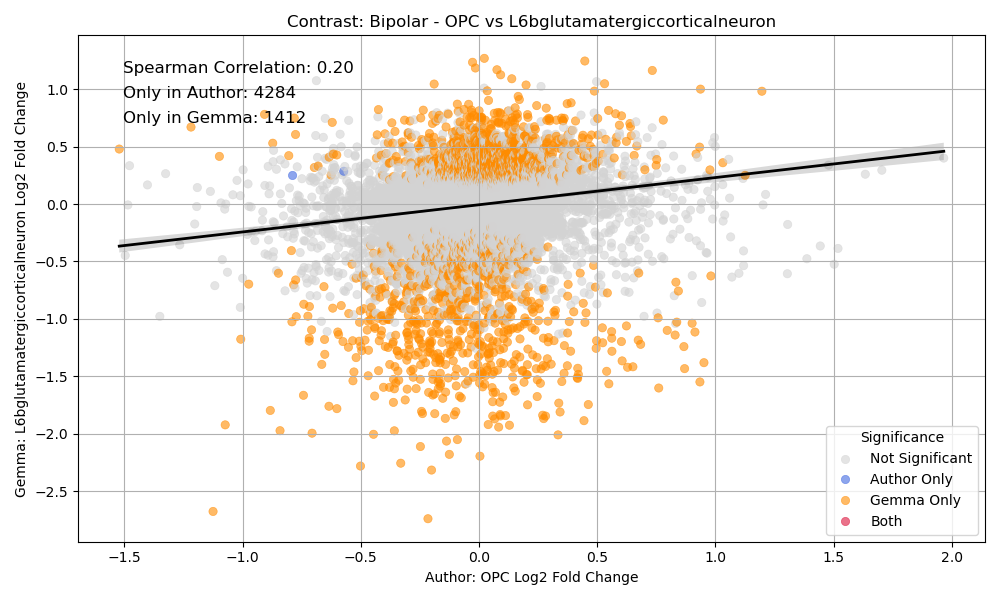 Contrast: Bipolar - OPC vs L6bglutamatergiccorticalneuron
Spearman Correlation: 0.20
Only in Author: 4284
Only in Gemma: 1412
Gemma: L6bglutamatergiccorticalneuron Log2 Fold Change
1.0
0.5
0.0
−0.5
−1.0
−1.5
−2.0
−2.5
Significance
Not Significant
Author Only
Gemma Only
Both
−1.5 −1.0 −0.5 0.0 0.5 1.0 1.5 2.0
Author: OPC Log2 Fold Change